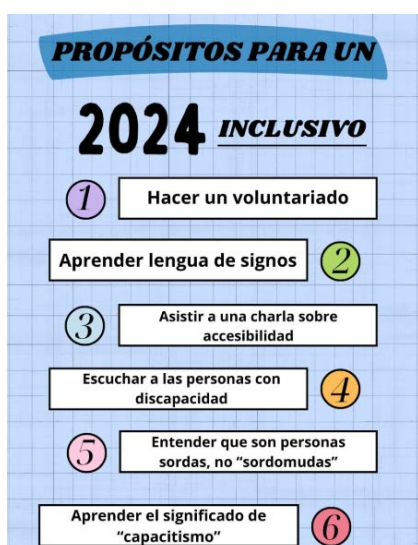 PROPÓSITOS PARA UN
2024 INCLUSIVO
1 Hacer un voluntariado
Aprender lengua de signos 2
3 Asistir a una charla sobre
accesibilidad
Escuchar a las personas con
discapacidad 4
5 Entender que son personas
sordas, no “sordomudas”
Aprender el significado de
“capacitismo” 6